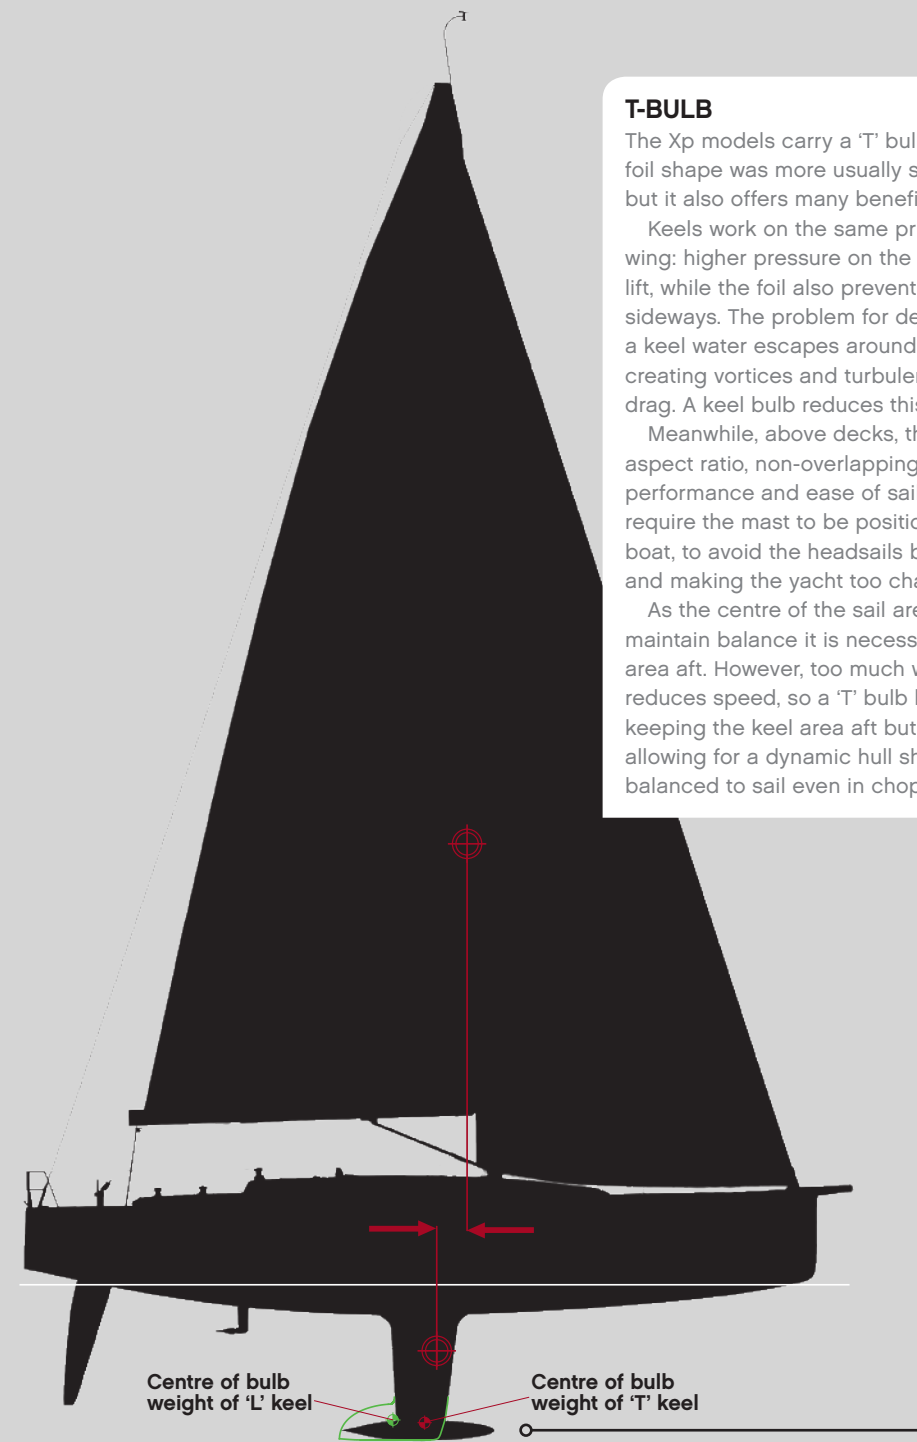 T-BULB
The Xp models carry a ‘T’ bul
foil shape was more usually s
but it also offers many benefi
Keels work on the same pr
wing: higher pressure on the
lift, while the foil also prevent
sideways. The problem for de
a keel water escapes around
creating vortices and turbule
drag. A keel bulb reduces this
Meanwhile, above decks, th
aspect ratio, non-overlapping
performance and ease of sai
require the mast to be positio
boat, to avoid the headsails b
and making the yacht too cha
As the centre of the sail are
maintain balance it is necess
area aft. However, too much w
reduces speed, so a ‘T’ bulb
keeping the keel area aft but
allowing for a dynamic hull sh
balanced to sail even in chop
Centre of bulb
weight of ‘L’ keel
Centre of bulb
weight of ‘T’ keel